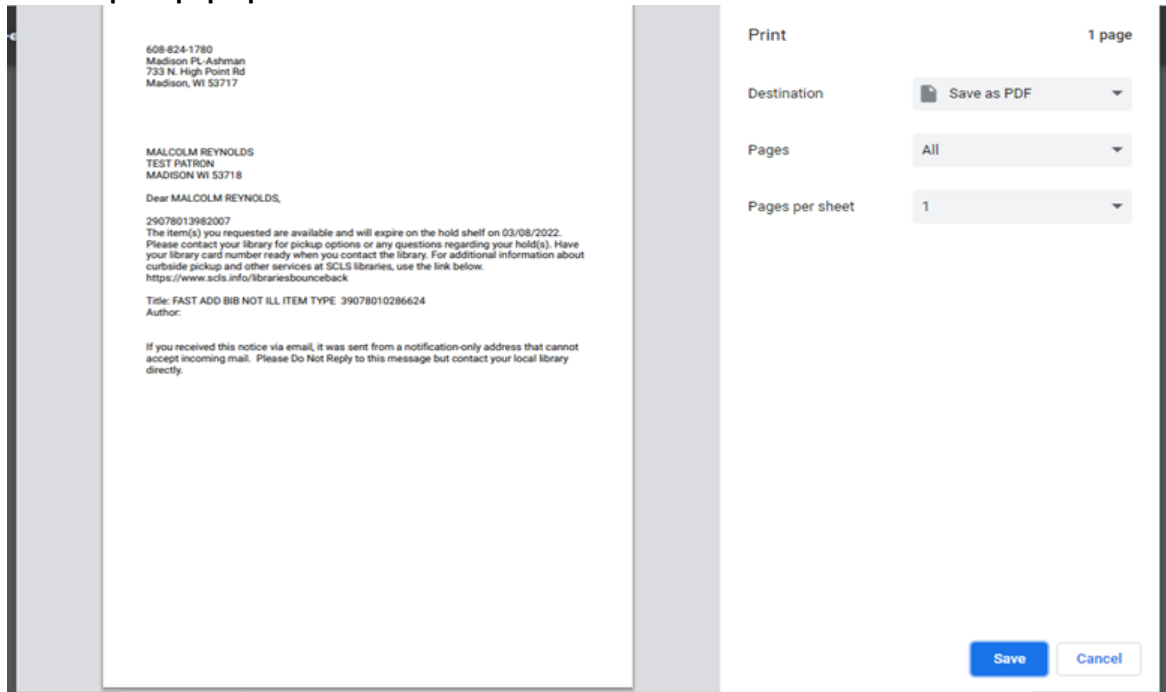 608-824-1780
Madison PL-Ashman
733 N. High Point Rd
Madison, WI 53717
MALCOLM REYNOLDS
TEST PATRON
MADISON WI 53718
Dear MALCOLM REYNOLDS,
29078013982007
The item(s) you requested are available and will expire on the hold shelf on 03/08/2022.
Please contact your library for pickup options or any questions regarding your hold(s). Have
your library card number ready when you contact the library. For additional information about
curbside pickup and other services at SCLS libraries, use the link below.
https://www.scls.info/librariesbounceback
Title: FAST ADD BIB NOT ILL ITEM TYPE 39078010286624
Author:
If you received this notice via email, it was sent from a notification-only address that cannot
accept incoming mail. Please Do Not Reply to this message but contact your local library
directly.
Print 1 page
Destination Save as PDF
Pages All
Pages per sheet 1
Save Cancel